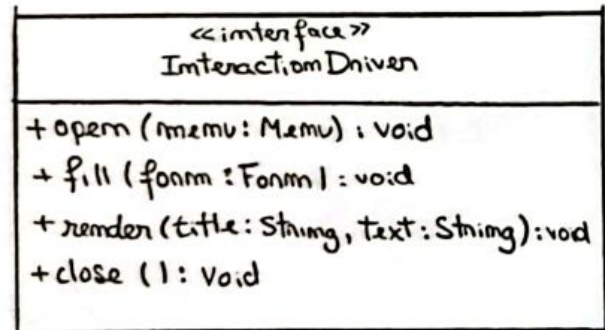 «interface»
InteractionDriver
+ open (menu: Menu) : void
+ fill (form : Form) : void
+ render (title: String, text: String): void
+ close () : void